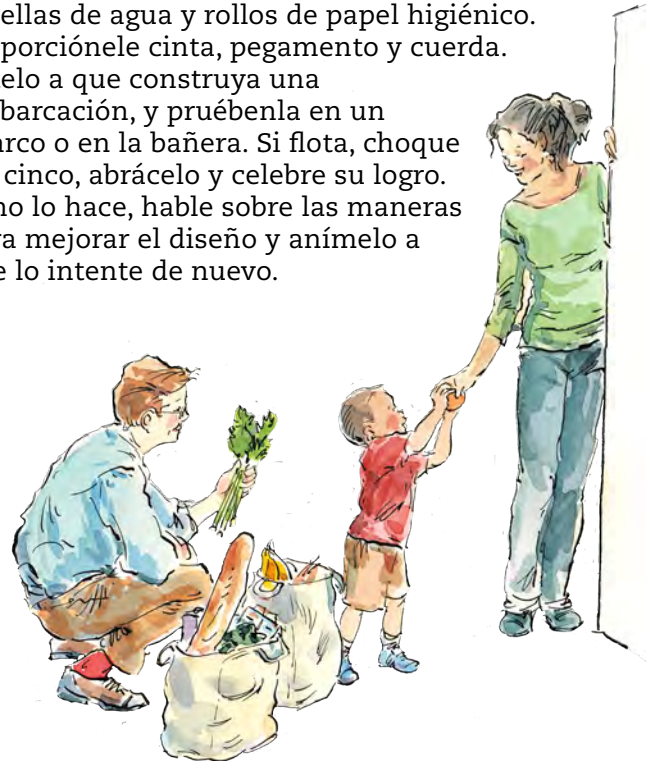 ellas de agua y rollos de papel higiénico.
porciónele cinta, pegamento y cuerda.
elo a que construya una
barcación, y pruébenla en un
arco o en la bañera. Si flota, choque
cinco, abrácelo y celebre su logro.
no lo hace, hable sobre las maneras
ra mejorar el diseño y anímelo a
e lo intente de nuevo.